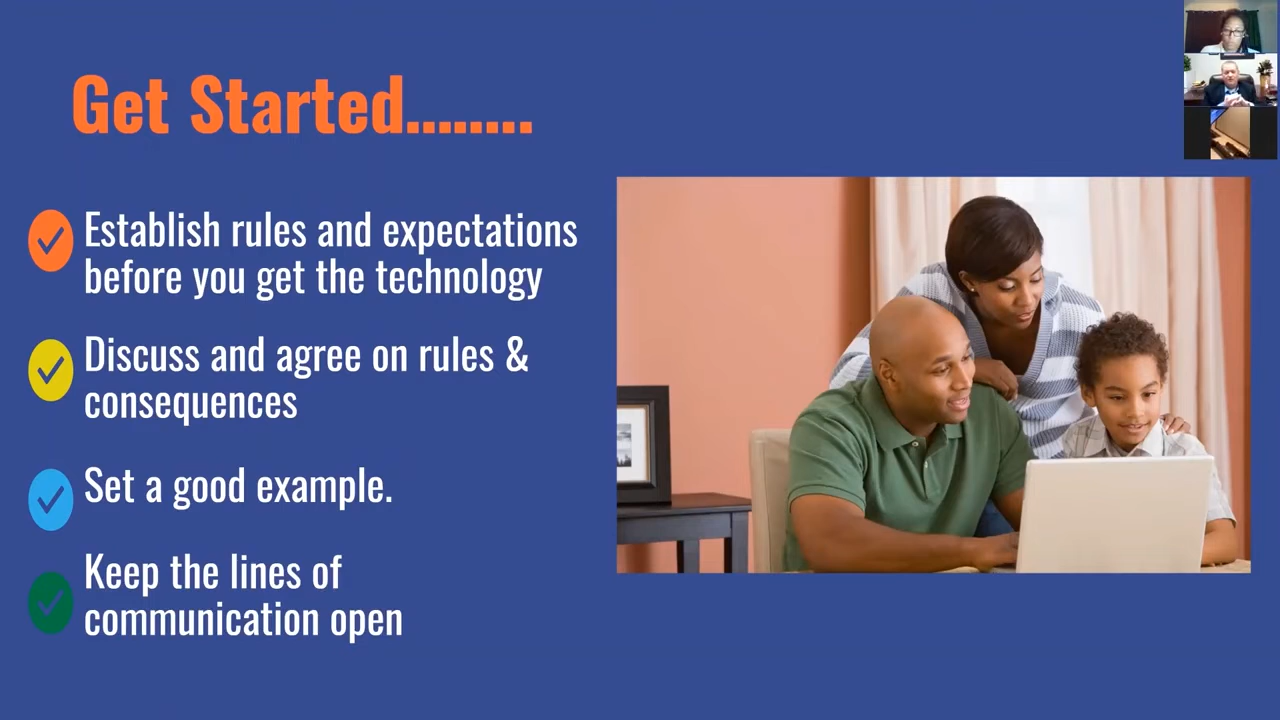 Get Started........
Establish rules and expectations
before you get the technology
Discuss and agree on rules &
consequences
Set a good example.
Keep the lines of
communication open